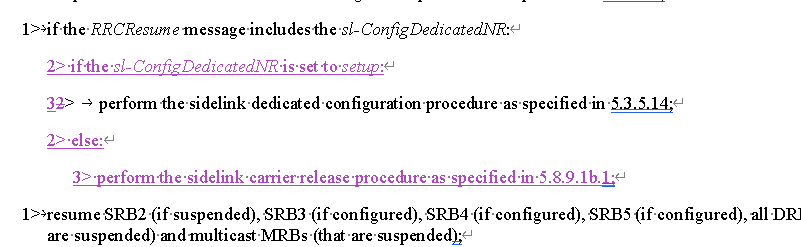 1> if the RRCResume message includes the sl-ConfigDedicatedNR:
2> if the sl-ConfigDedicatedNR is set to setup:
32> → perform the sidelink dedicated configuration procedure as specified in 5.3.5.14;
2> else:
3> perform the sidelink carrier release procedure as specified in 5.8.9.1b.1;
1> resume SRB2 (if suspended), SRB3 (if configured), SRB4 (if configured), SRB5 (if configured), all
are suspended) and multicast MRBs (that are suspended);